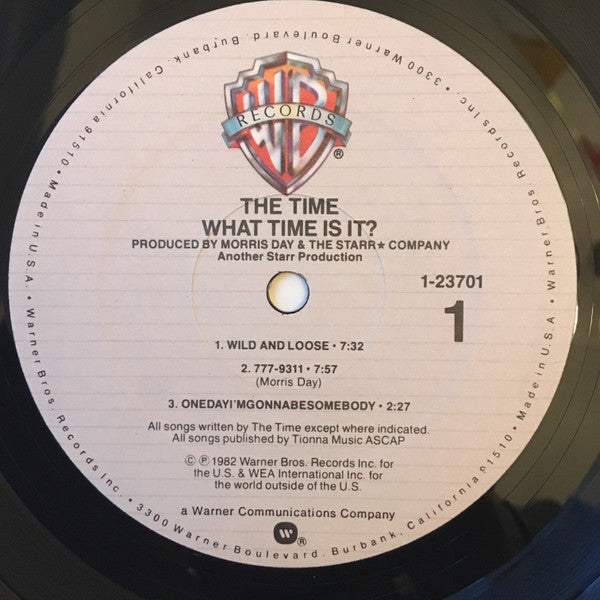 WB
RECORDS
®
THE TIME
WHAT TIME IS IT?
PRODUCED BY MORRIS DAY & THE STARR★ COMPANY
Another Starr Production
1-23701
1
1. WILD AND LOOSE • 7:32
2. 777-9311 • 7:57
(Morris Day)
3. ONEDAYI'MGONNABESOMEBODY • 2:27
All songs written by The Time except where indicated.
All songs published by Tionna Music ASCAP
© ℗ 1982 Warner Bros. Records Inc. for
the U.S. & WEA International Inc. for
the world outside of the U.S.
a Warner Communications Company
®
Warner Bros. Records Inc. • 3300 Warner Boulevard, Burbank, California 91510 • Made in U.S.A. • Warner Bros. Records Inc. • 3300 Warner Boulevard, Burbank, California 91510 • Made in U.S.A. •